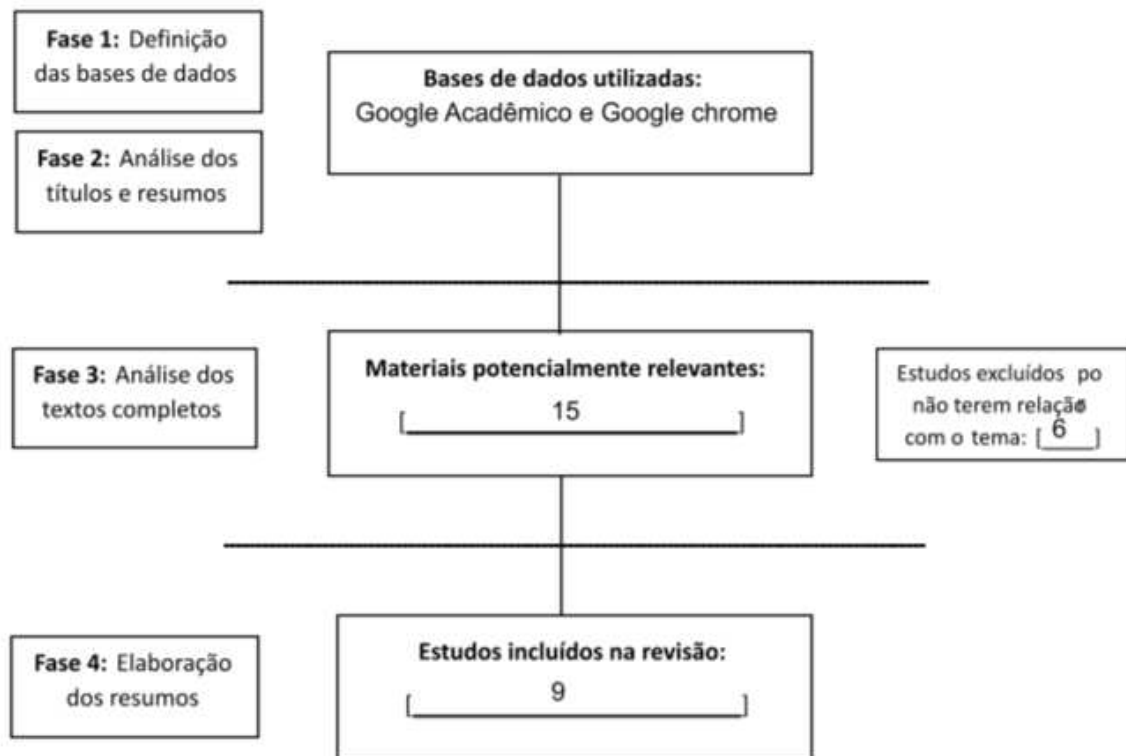 Fase 1: Definição
das bases de dados
Bases de dados utilizadas:
Google Acadêmico e Google chrome
Fase 2: Análise dos
títulos e resumos
Fase 3: Análise dos
textos completos
Materiais potencialmente relevantes:
[15]
Estudos excluídos po
não terem relação
com o tema: [6]
Fase 4: Elaboração
dos resumos
Estudos incluídos na revisão:
[9]